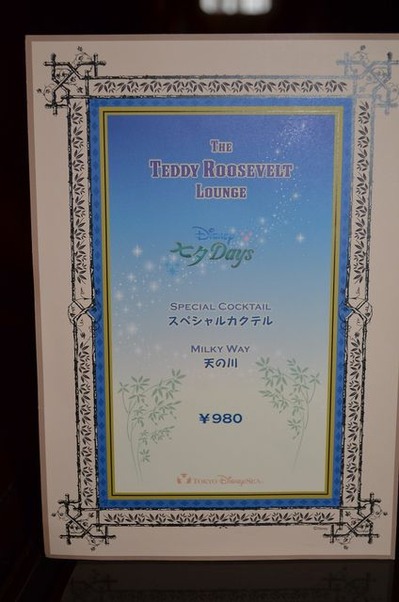 THE
TEDDY ROOSEVELT
LOUNGE
Disney
七夕Days
SPECIAL COCKTAIL
スペシャルカクテル
MILKY WAY
天の川
¥980
TOKYO DISNEYSEA
©Disney